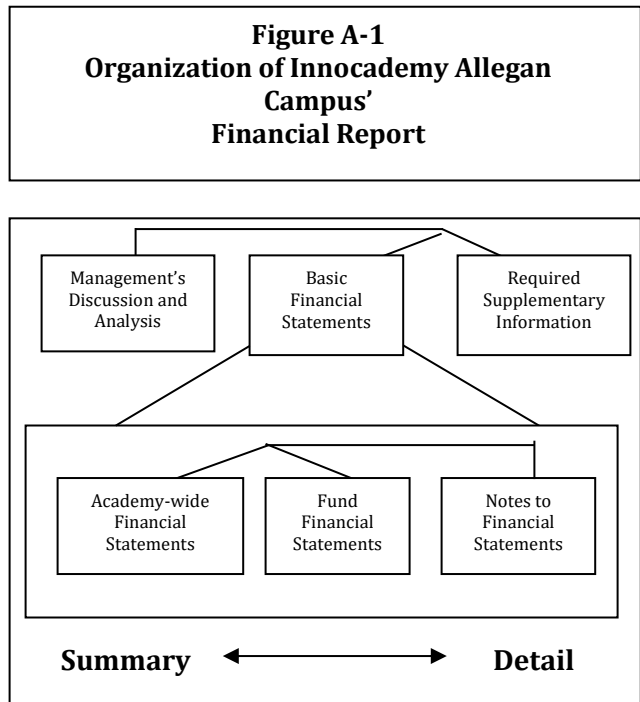 Figure A-1
Organization of Innocademy Allegan
Campus’
Financial Report
Management’s
Discussion and
Analysis
Basic
Financial
Statements
Required
Supplementary
Information
Academy-wide
Financial
Statements
Fund
Financial
Statements
Notes to
Financial
Statements
Summary
Detail